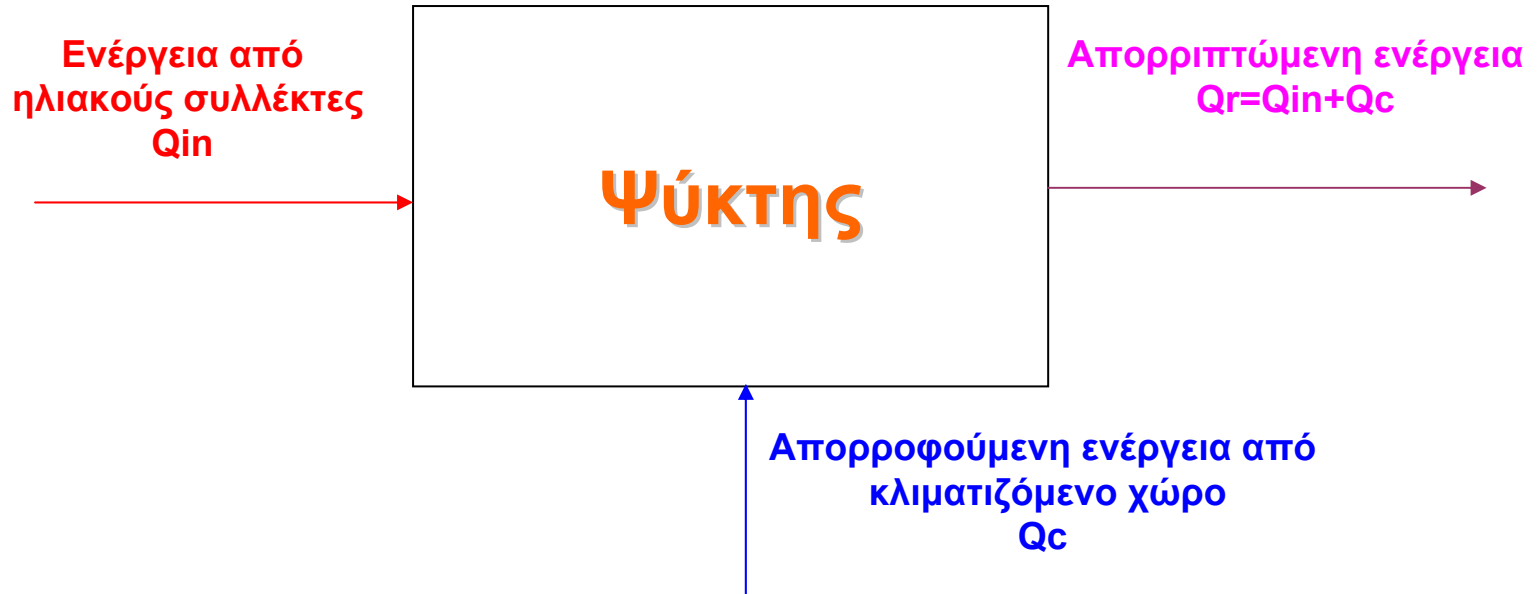 Ενέργεια από
ηλιακούς συλλέκτες
Qin
Ψύκτης
Απορριπτώμενη ενέργεια
Qr=Qin+Qc
Απορροφούμενη ενέργεια από
κλιματιζόμενο χώρο
Qc